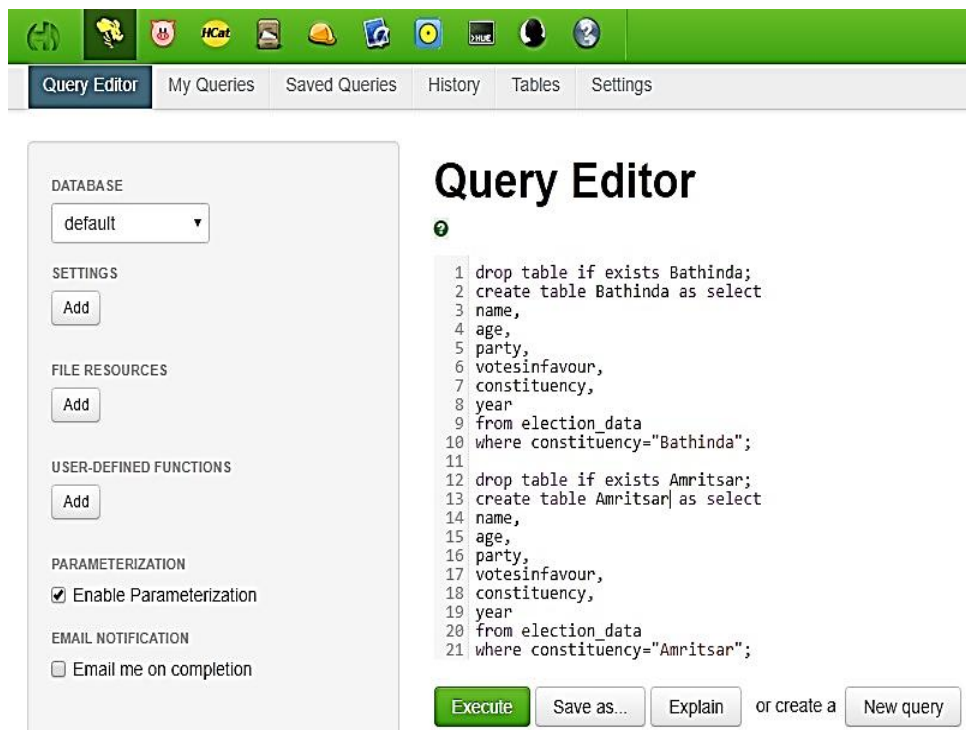 HCat >HUE
Query Editor My Queries Saved Queries History Tables Settings
DATABASE
default
SETTINGS
Add
FILE RESOURCES
Add
USER-DEFINED FUNCTIONS
Add
PARAMETERIZATION
Enable Parameterization
EMAIL NOTIFICATION
Email me on completion
Query Editor
1 drop table if exists Bathinda;
2 create table Bathinda as select
3 name,
4 age,
5 party,
6 votesinfavour,
7 constituency,
8 year
9 from election_data
10 where constituency="Bathinda";
11
12 drop table if exists Amritsar;
13 create table Amritsar as select
14 name,
15 age,
16 party,
17 votesinfavour,
18 constituency,
19 year
20 from election_data
21 where constituency="Amritsar";
Execute Save as... Explain or create a New query